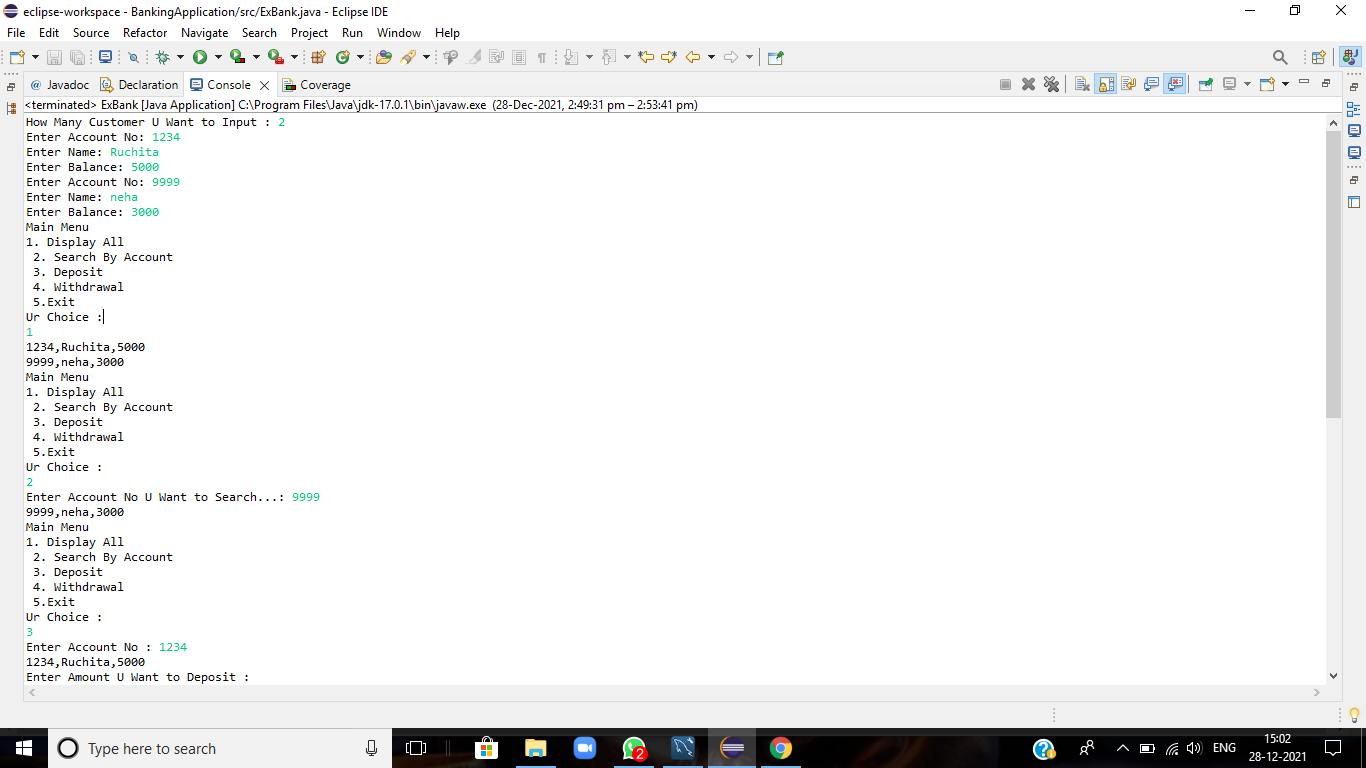 eclipse-workspace - BankingApplication/src/ExBank.java - Eclipse IDE
File Edit Source Refactor Navigate Search Project Run Window Help
@ Javadoc Declaration Console Coverage
<terminated> ExBank [Java Application] C:\Program Files\Java\jdk-17.0.1\bin\javaw.exe (28-Dec-2021, 2:49:31 pm – 2:53:41 pm)
How Many Customer U Want to Input : 2
Enter Account No: 1234
Enter Name: Ruchita
Enter Balance: 5000
Enter Account No: 9999
Enter Name: neha
Enter Balance: 3000
Main Menu
1. Display All
2. Search By Account
3. Deposit
4. Withdrawal
5.Exit
Ur Choice :
1
1234,Ruchita,5000
9999,neha,3000
Main Menu
1. Display All
2. Search By Account
3. Deposit
4. Withdrawal
5.Exit
Ur Choice :
2
Enter Account No U Want to Search...: 9999
9999,neha,3000
Main Menu
1. Display All
2. Search By Account
3. Deposit
4. Withdrawal
5.Exit
Ur Choice :
3
Enter Account No : 1234
1234,Ruchita,5000
Enter Amount U Want to Deposit :
Type here to search
2
ENG
15:02
28-12-2021